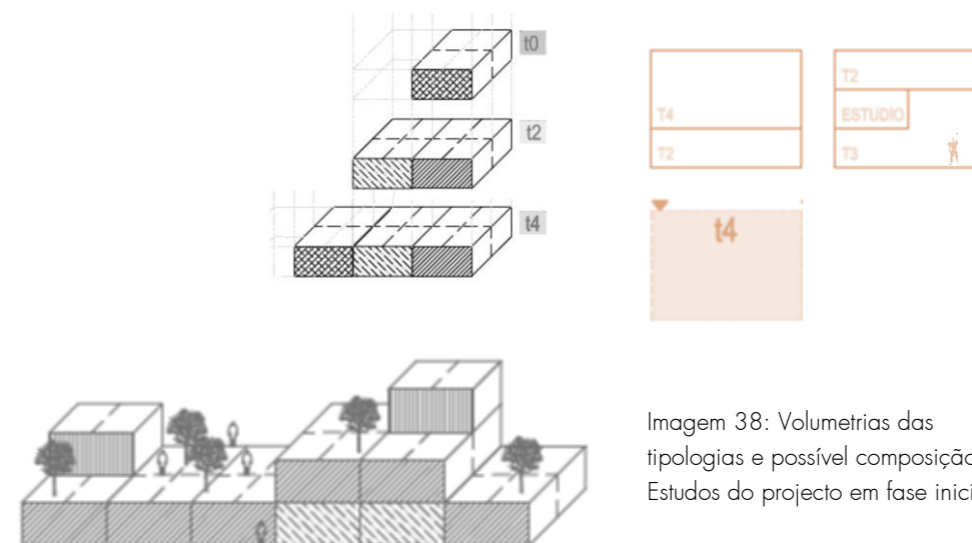 t0
t2
t4
T4
T2
T2
ESTUDIO
T3
t4
Imagem 38: Volumetrias das
tipologias e possível composição
Estudos do projecto em fase inici